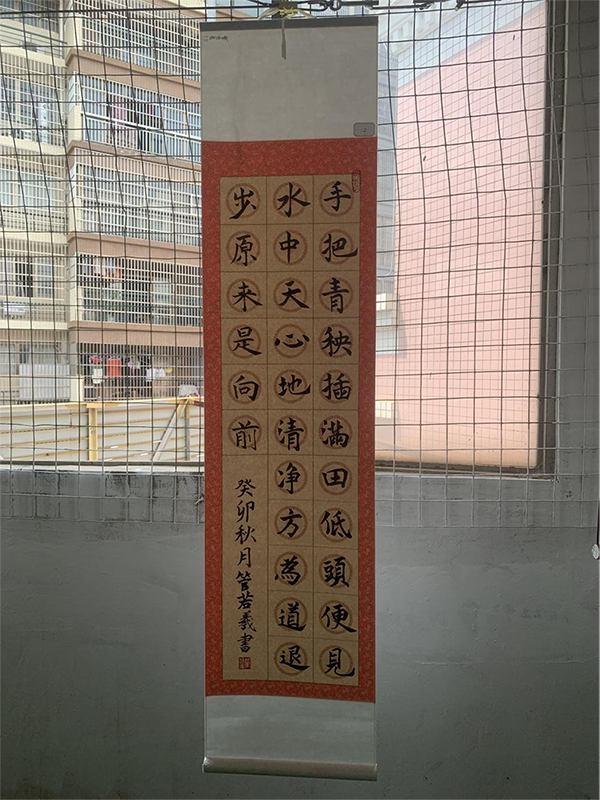 手把青秧插滿田低頭便見
水中天心地清净方為道退
步原来是向前
癸卯秋月管若羲書